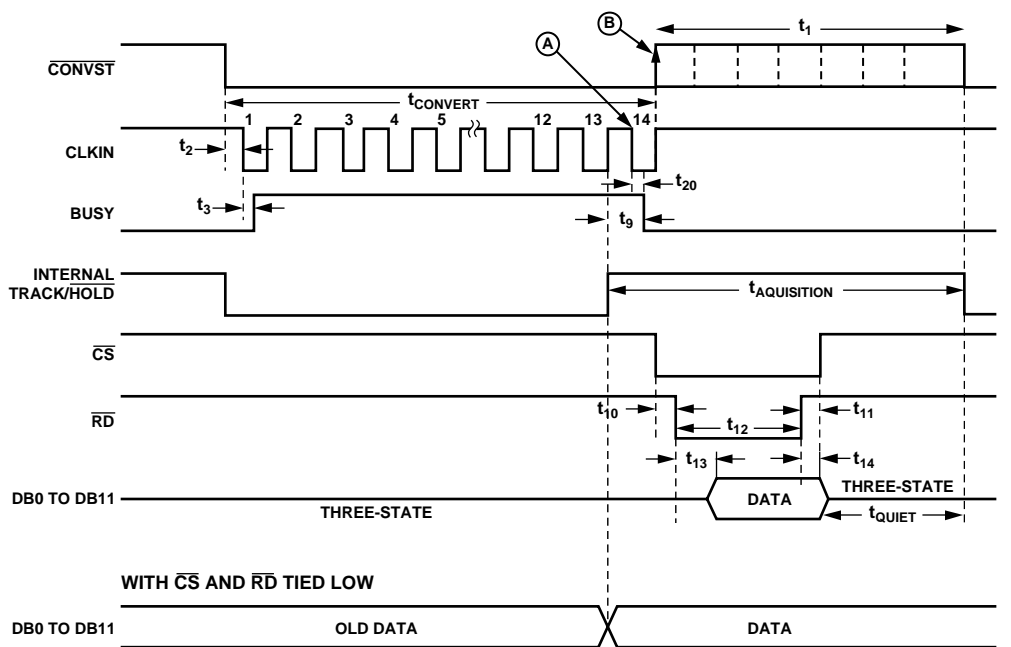 B
t1
CONVST
A
tCONVERT
1 2 3 4 5 12 13 14
CLKIN
t2
t20
t3
BUSY
t9
INTERNAL
TRACK/HOLD
tAQUISITION
CS
t10
t11
RD
t12
t13
t14
DB0 TO DB11
DATA
THREE-STATE
THREE-STATE
tQUIET
WITH CS AND RD TIED LOW
DB0 TO DB11
OLD DATA
DATA